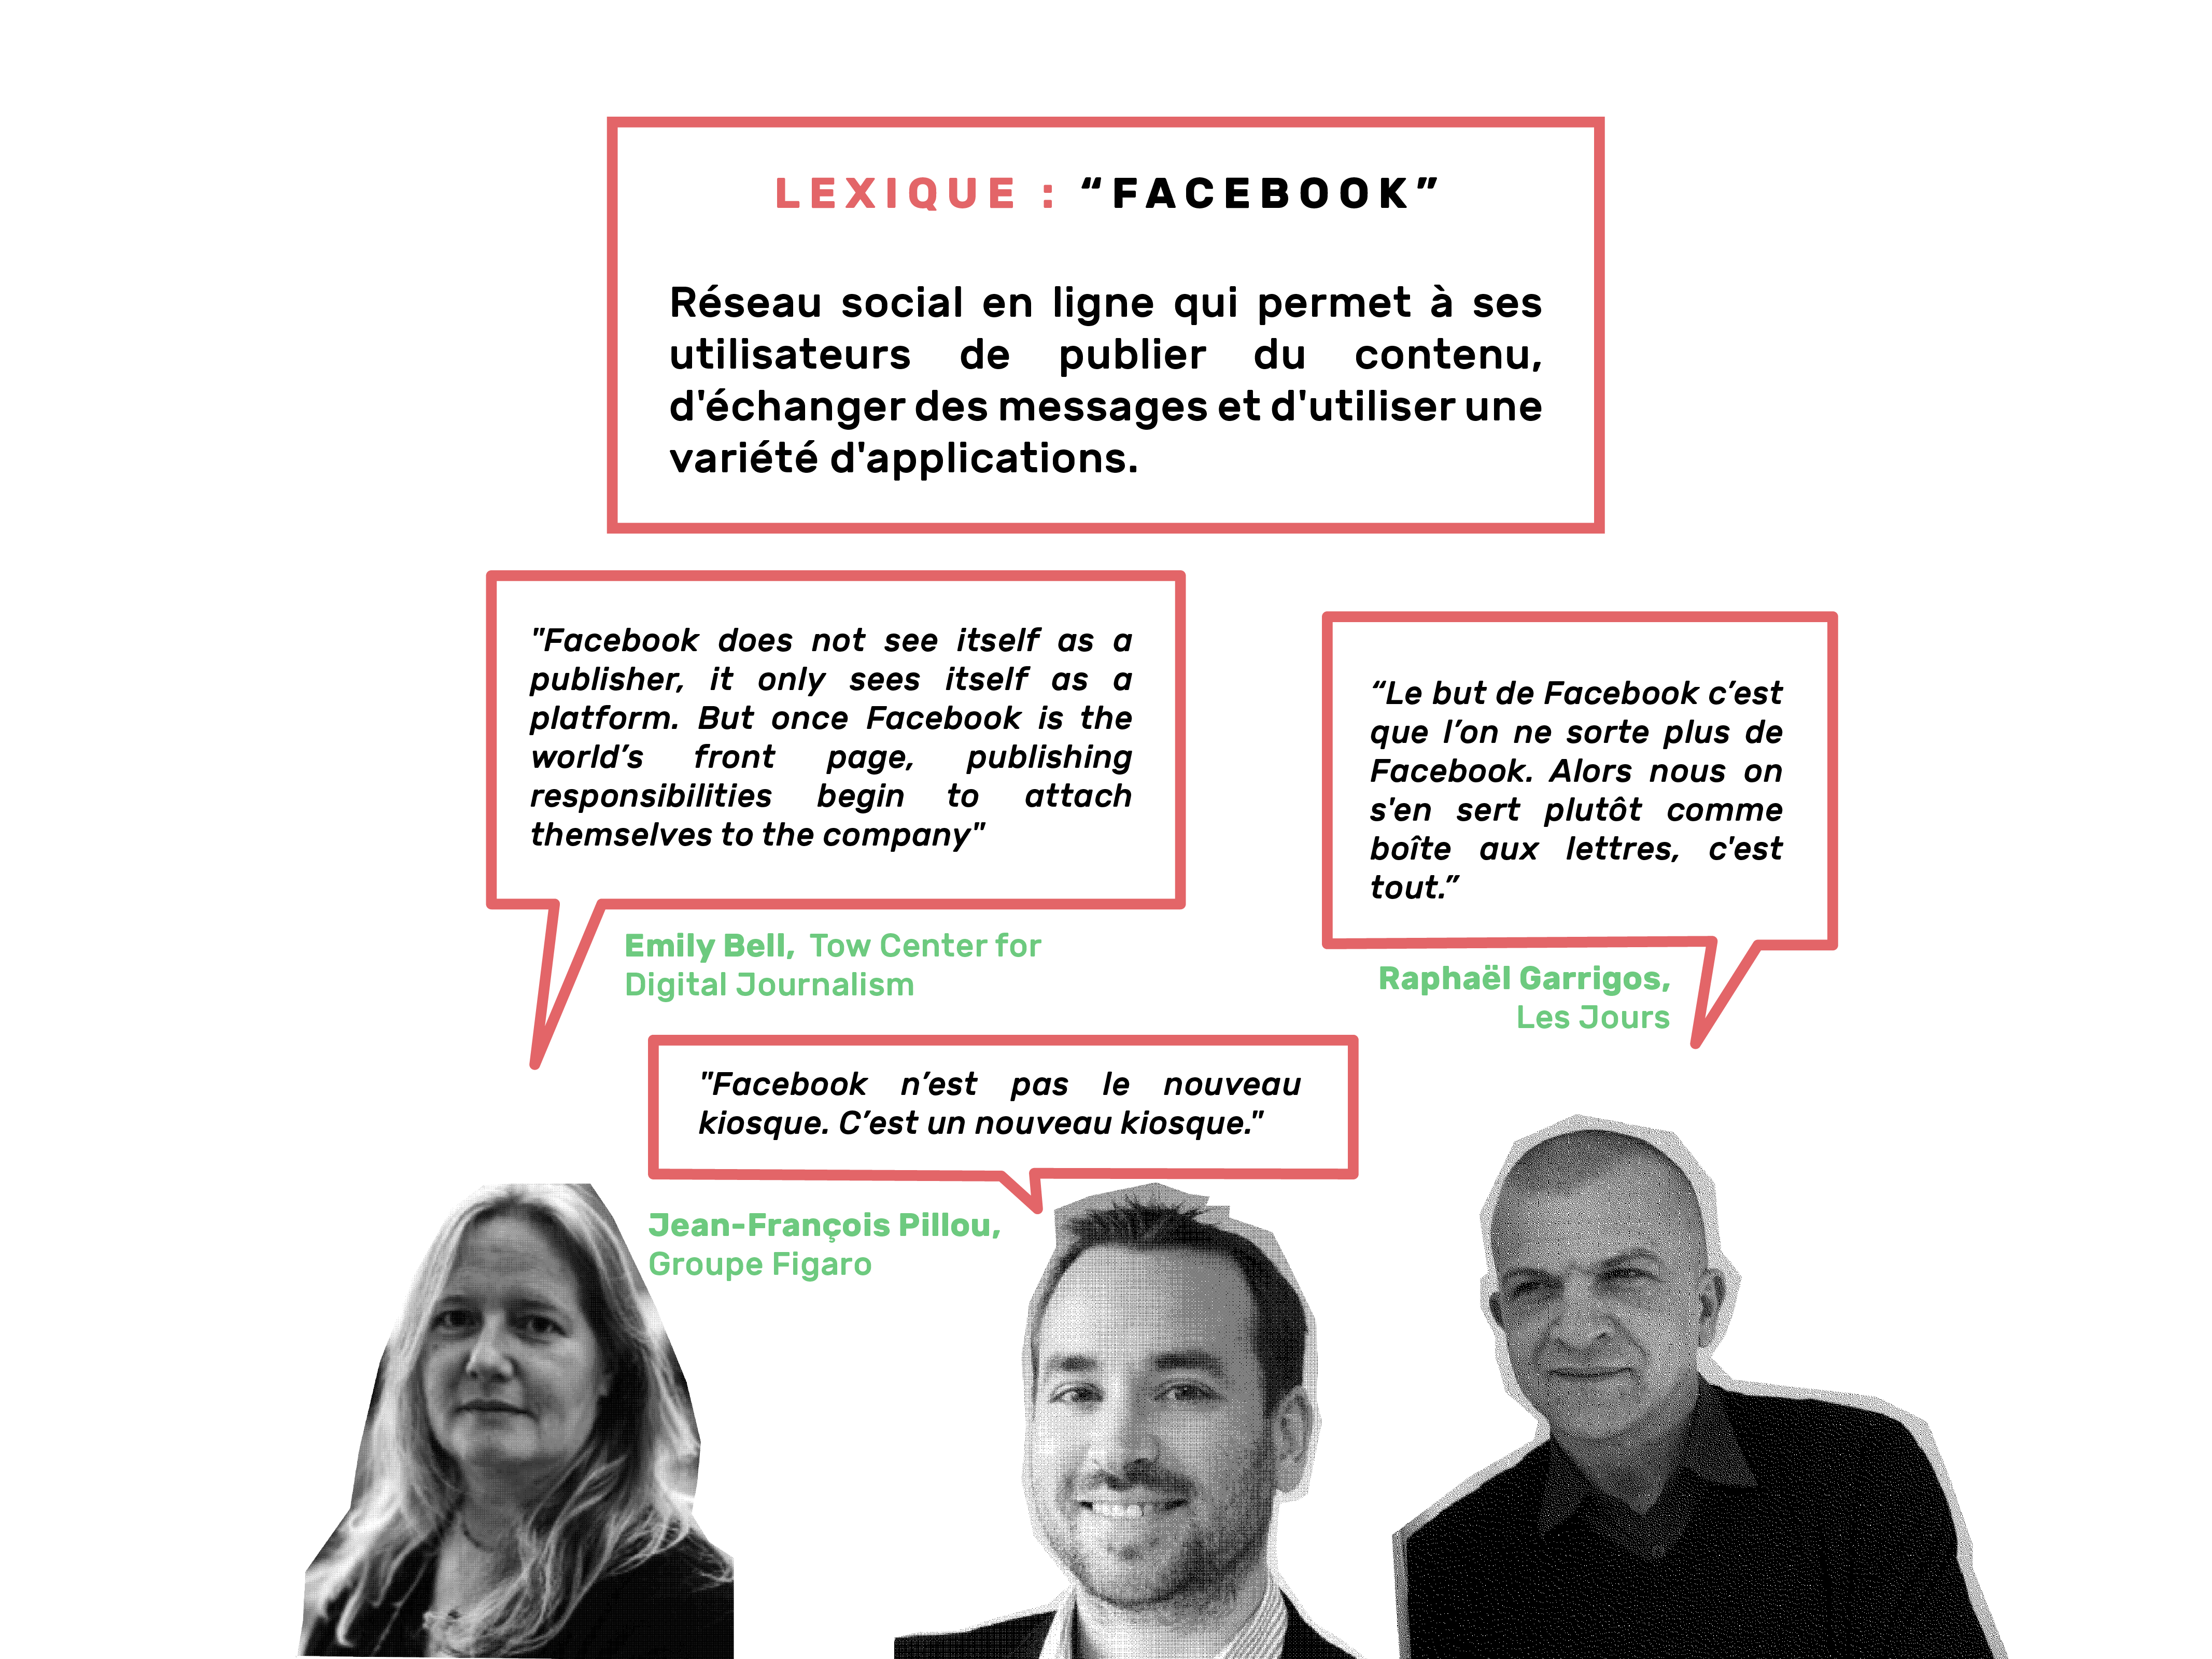 LEXIQUE : “FACEBOOK”
Réseau social en ligne qui permet à ses
utilisateurs de publier du contenu,
d'échanger des messages et d'utiliser une
variété d'applications.
"Facebook does not see itself as a
publisher, it only sees itself as a
platform. But once Facebook is the
world’s front page, publishing
responsibilities begin to attach
themselves to the company"
Emily Bell, Tow Center for
Digital Journalism
“Le but de Facebook c’est
que l’on ne sorte plus de
Facebook. Alors nous on
s'en sert plutôt comme
boîte aux lettres, c'est
tout.”
Raphaël Garrigos,
Les Jours
"Facebook n’est pas le nouveau
kiosque. C’est un nouveau kiosque."
Jean-François Pillou,
Groupe Figaro